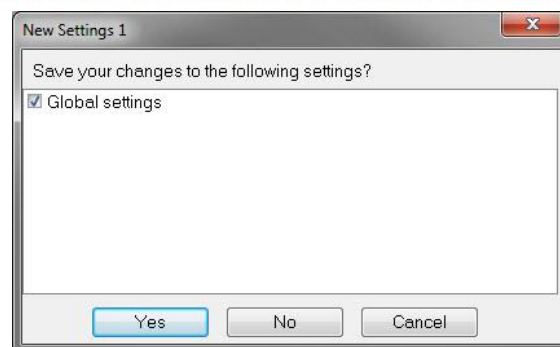 New Settings 1
Save your changes to the following settings?
Global settings
Yes No Cancel